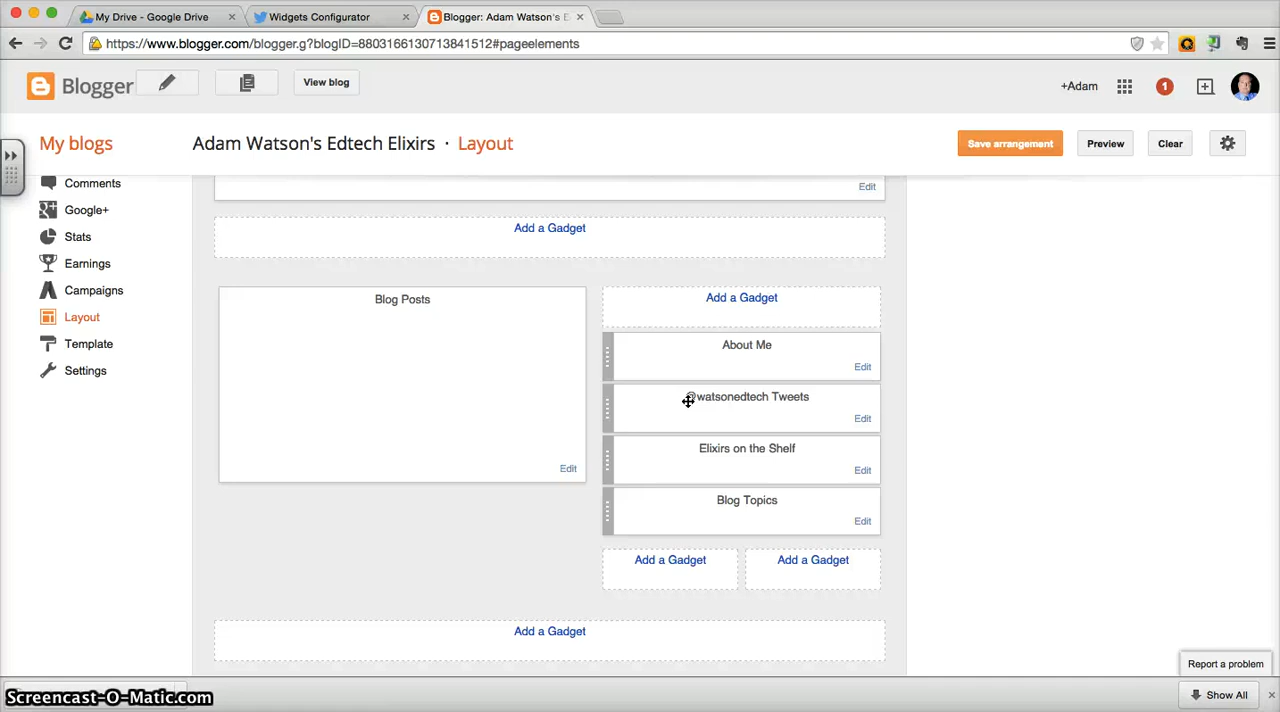 My Drive - Google Drive
Widgets Configurator
Blogger: Adam Watson's E
https://www.blogger.com/blogger.g?blogID=8803166130713841512#pageelements
Blogger
View blog
+Adam
1
My blogs
Adam Watson's Edtech Elixirs · Layout
Save arrangement
Preview
Clear
Comments
Google+
Stats
Earnings
Campaigns
Layout
Template
Settings
Edit
Add a Gadget
Blog Posts
Edit
Add a Gadget
About Me
Edit
@watsonedtech Tweets
Edit
Elixirs on the Shelf
Edit
Blog Topics
Edit
Add a Gadget
Add a Gadget
Add a Gadget
Report a problem
Show All
Screencast-O-Matic.com